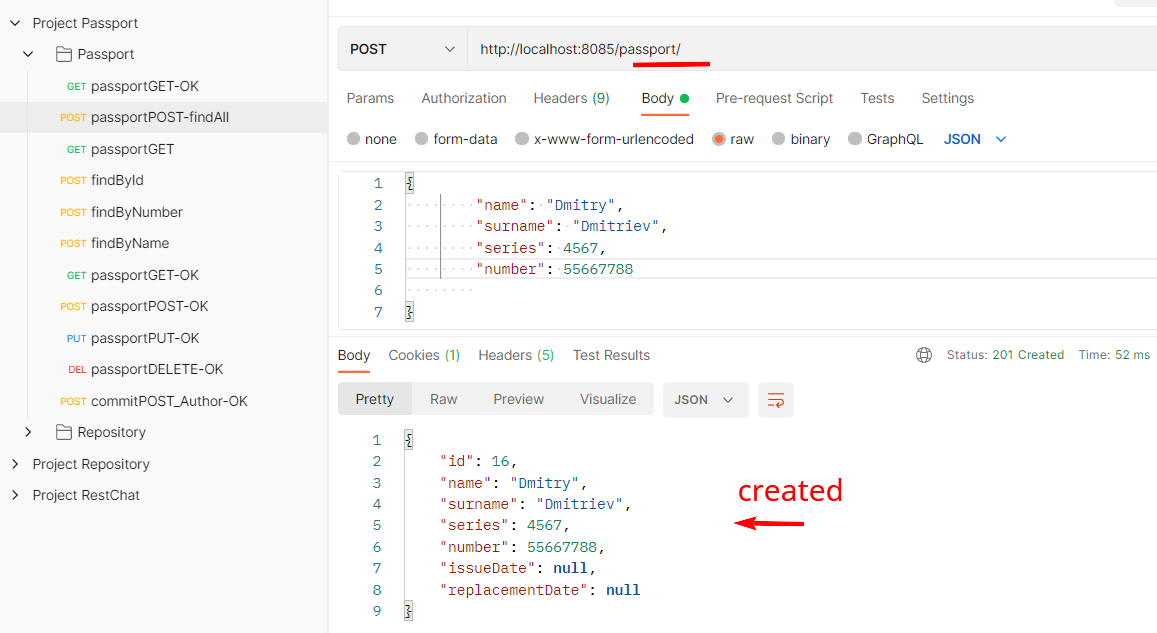 Project Passport
Passport
GET passportGET-OK
POST passportPOST-findAll
GET passportGET
POST findById
POST findByNumber
POST findByName
GET passportGET-OK
POST passportPOST-OK
PUT passportPUT-OK
DEL passportDELETE-OK
POST commitPOST_Author-OK
Repository
Project Repository
Project RestChat
POST http://localhost:8085/passport/
Params Authorization Headers (9) Body Pre-request Script Tests Settings
none form-data x-www-form-urlencoded raw binary GraphQL JSON
1 {
2 "name": "Dmitry",
3 "surname": "Dmitriev",
4 "series": 4567,
5 "number": 55667788
6
7 }
Body Cookies (1) Headers (5) Test Results Status: 201 Created Time: 52 ms
Pretty Raw Preview Visualize JSON
1 {
2 "id": 16,
3 "name": "Dmitry",
4 "surname": "Dmitriev",
5 "series": 4567,
6 "number": 55667788,
7 "issueDate": null,
8 "replacementDate": null
9 }
created